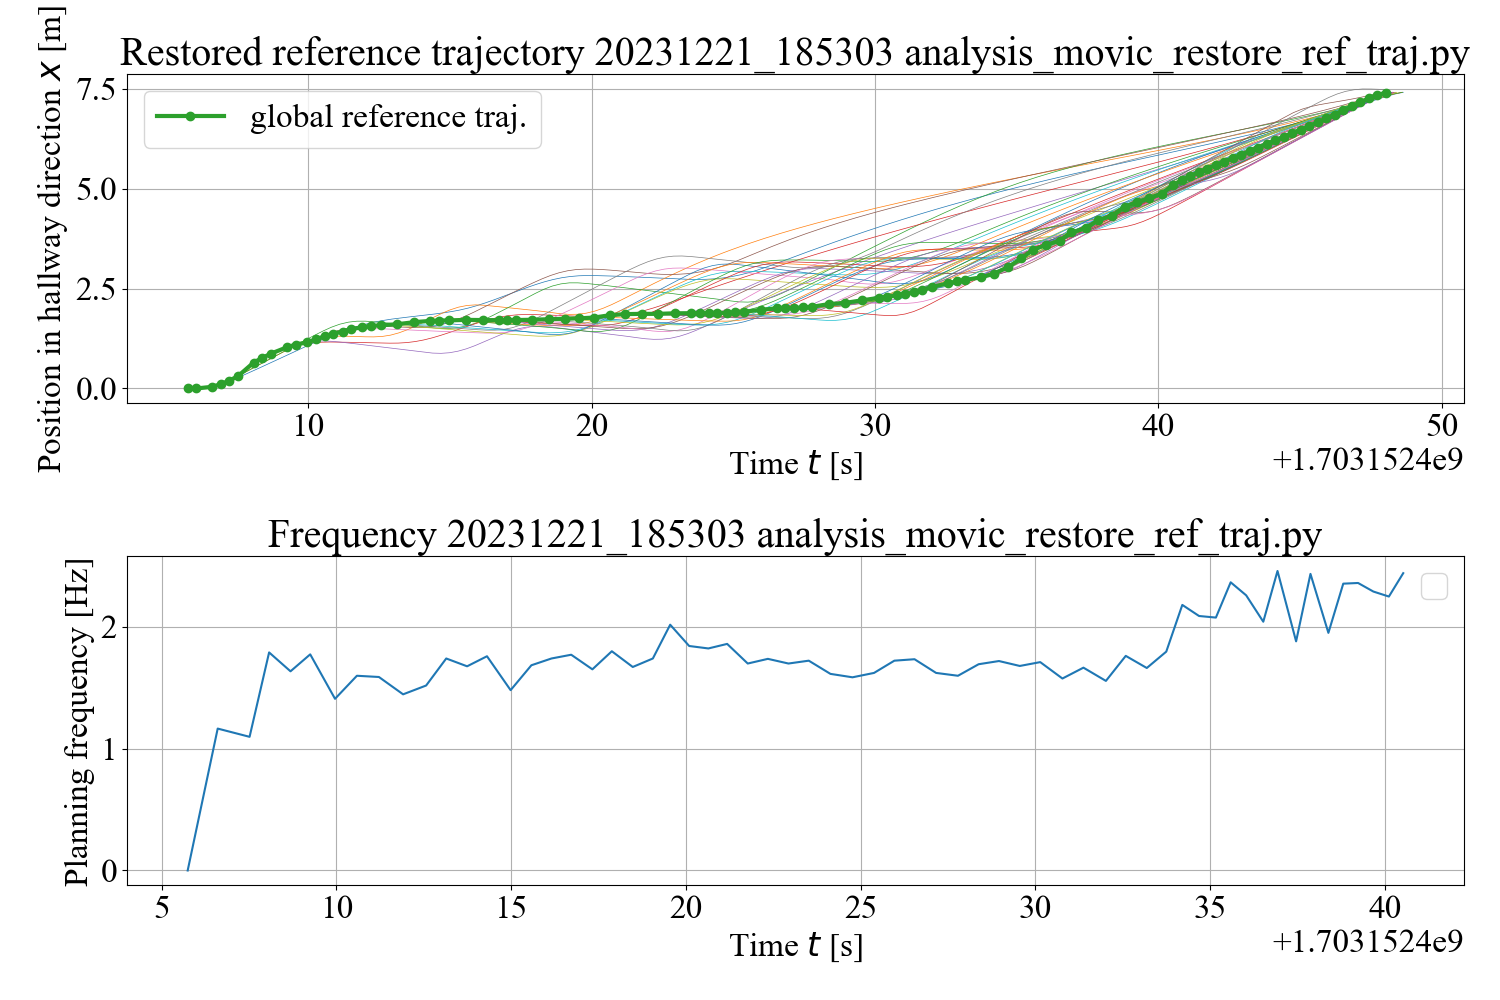 Restored reference trajectory 20231221_185303 analysis_movic_restore_ref_traj.py
Position in hallway direction x [m]
7.5
5.0
2.5
0.0
global reference traj.
10 20 30 40 50
Time t [s]
+1.7031524e9
Frequency 20231221_185303 analysis_movic_restore_ref_traj.py
Planning frequency [Hz]
2
1
0
5 10 15 20 25 30 35 40
Time t [s]
+1.7031524e9